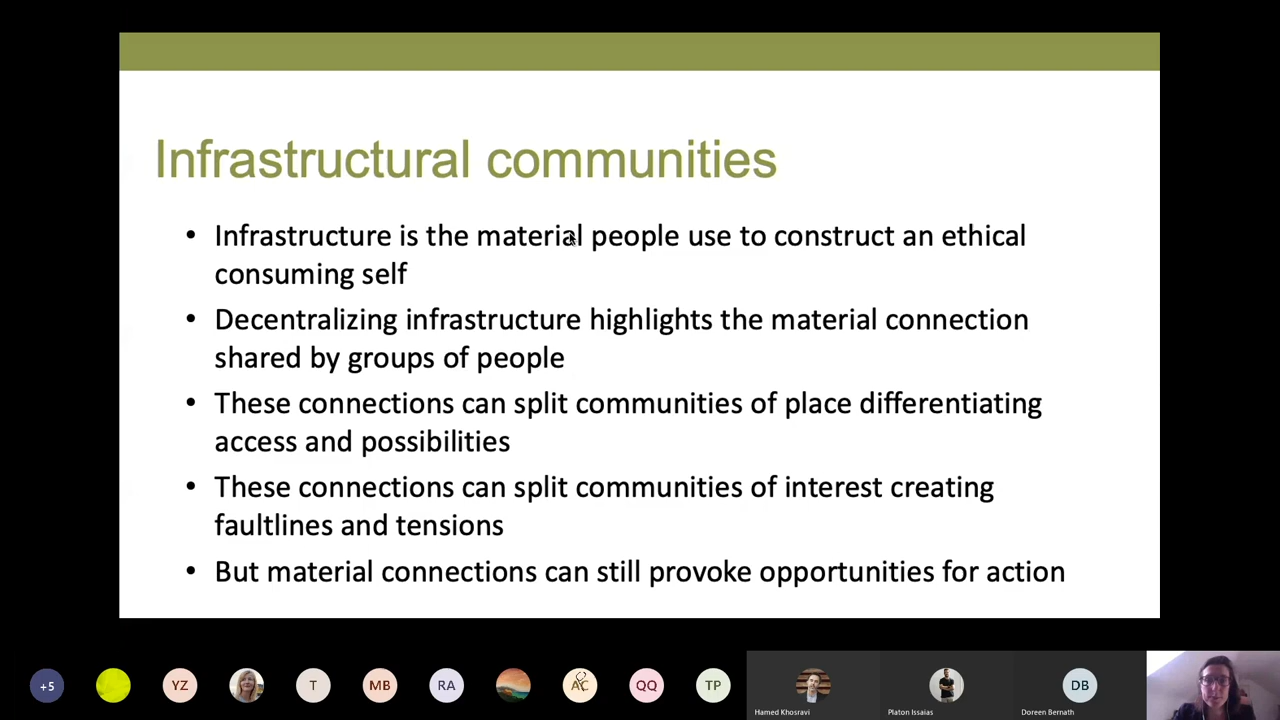 Infrastructural communities
• Infrastructure is the material people use to construct an ethical
consuming self
• Decentralizing infrastructure highlights the material connection
shared by groups of people
• These connections can split communities of place differentiating
access and possibilities
• These connections can split communities of interest creating
faultlines and tensions
• But material connections can still provoke opportunities for action
+5 YZ T MB RA AC QQ TP DB
Hamed Khosravi Platon Issaias Doreen Bernath